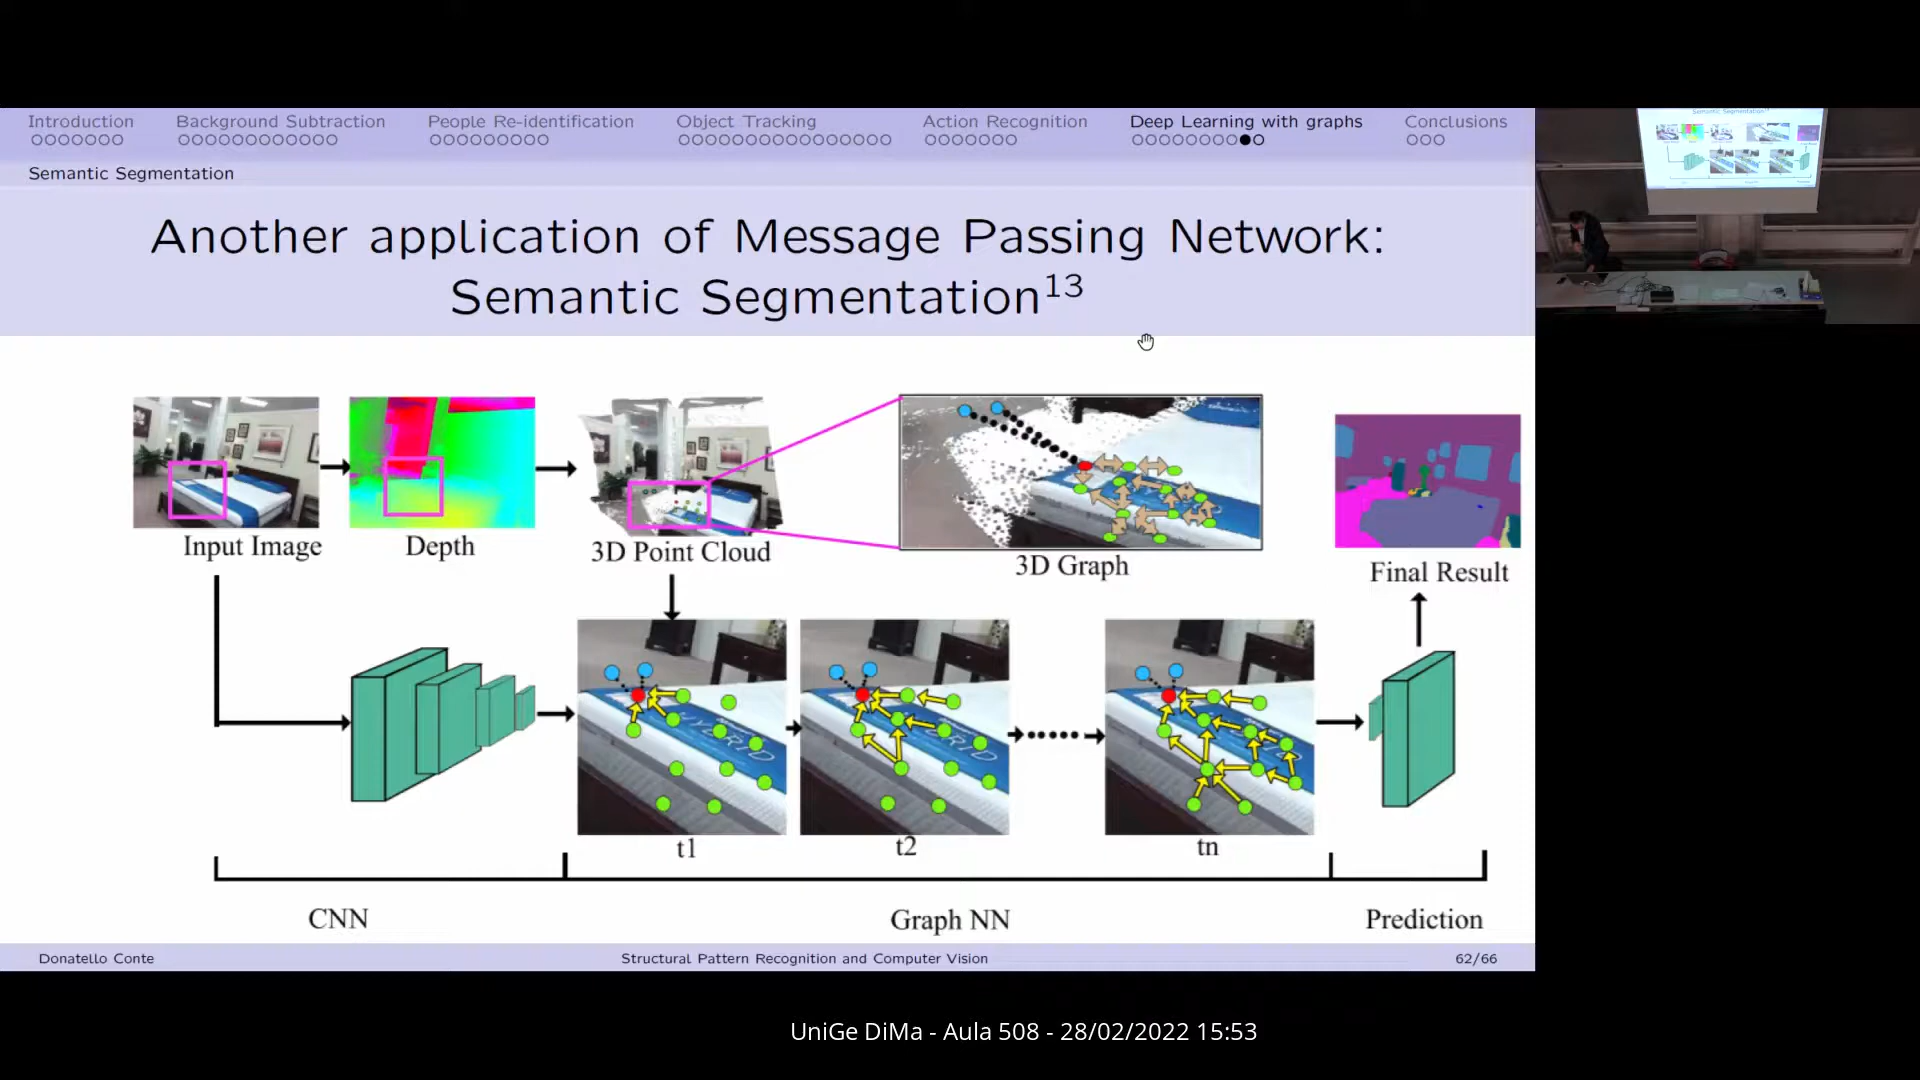 Introduction
Background Subtraction
People Re-identification
Object Tracking
Action Recognition
Deep Learning with graphs
Conclusions
Semantic Segmentation
Another application of Message Passing Network:
Semantic Segmentation13
Input Image
Depth
3D Point Cloud
3D Graph
Final Result
HYBRID
t1
t2
tn
CNN
Graph NN
Prediction
Donatello Conte
Structural Pattern Recognition and Computer Vision
62/66
UniGe DiMa - Aula 508 - 28/02/2022 15:53